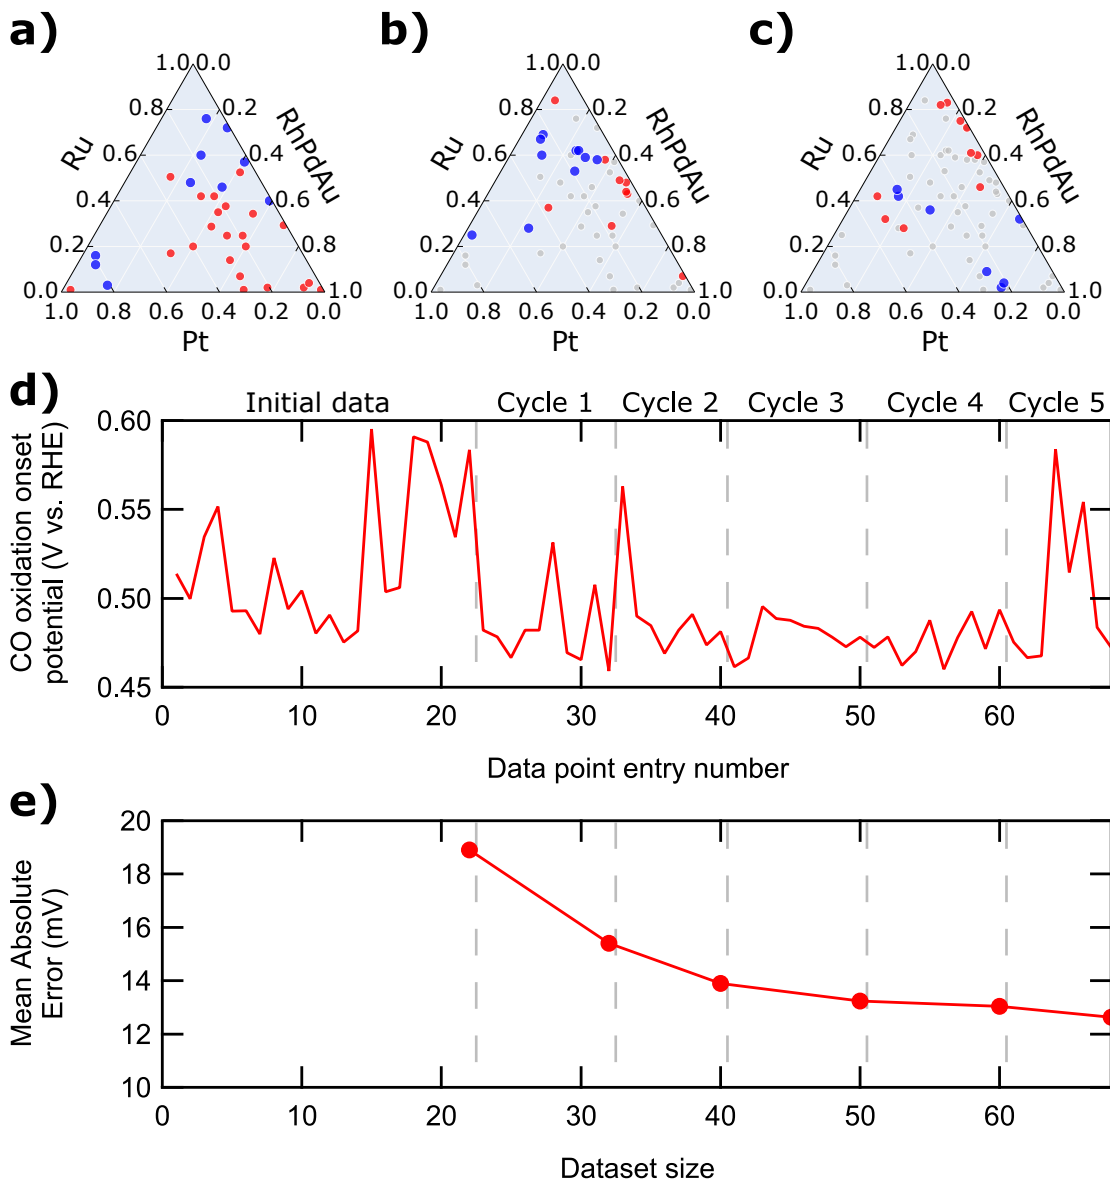 a)
b)
c)
1.0 0.0
0.8 0.2
0.6 0.4
0.4 0.6
0.2 0.8
0.0 1.0
1.0 0.8 0.6 0.4 0.2 0.0
Ru
RhPdAu
Pt
1.0 0.0
0.8 0.2
0.6 0.4
0.4 0.6
0.2 0.8
0.0 1.0
1.0 0.8 0.6 0.4 0.2 0.0
Ru
RhPdAu
Pt
1.0 0.0
0.8 0.2
0.6 0.4
0.4 0.6
0.2 0.8
0.0 1.0
1.0 0.8 0.6 0.4 0.2 0.0
Ru
RhPdAu
Pt
d)
Initial data Cycle 1 Cycle 2 Cycle 3 Cycle 4 Cycle 5
CO oxidation onset
potential (V vs. RHE)
0.60
0.55
0.50
0.45
0 10 20 30 40 50 60
Data point entry number
e)
Mean Absolute
Error (mV)
20
18
16
14
12
10
0 10 20 30 40 50 60
Dataset size